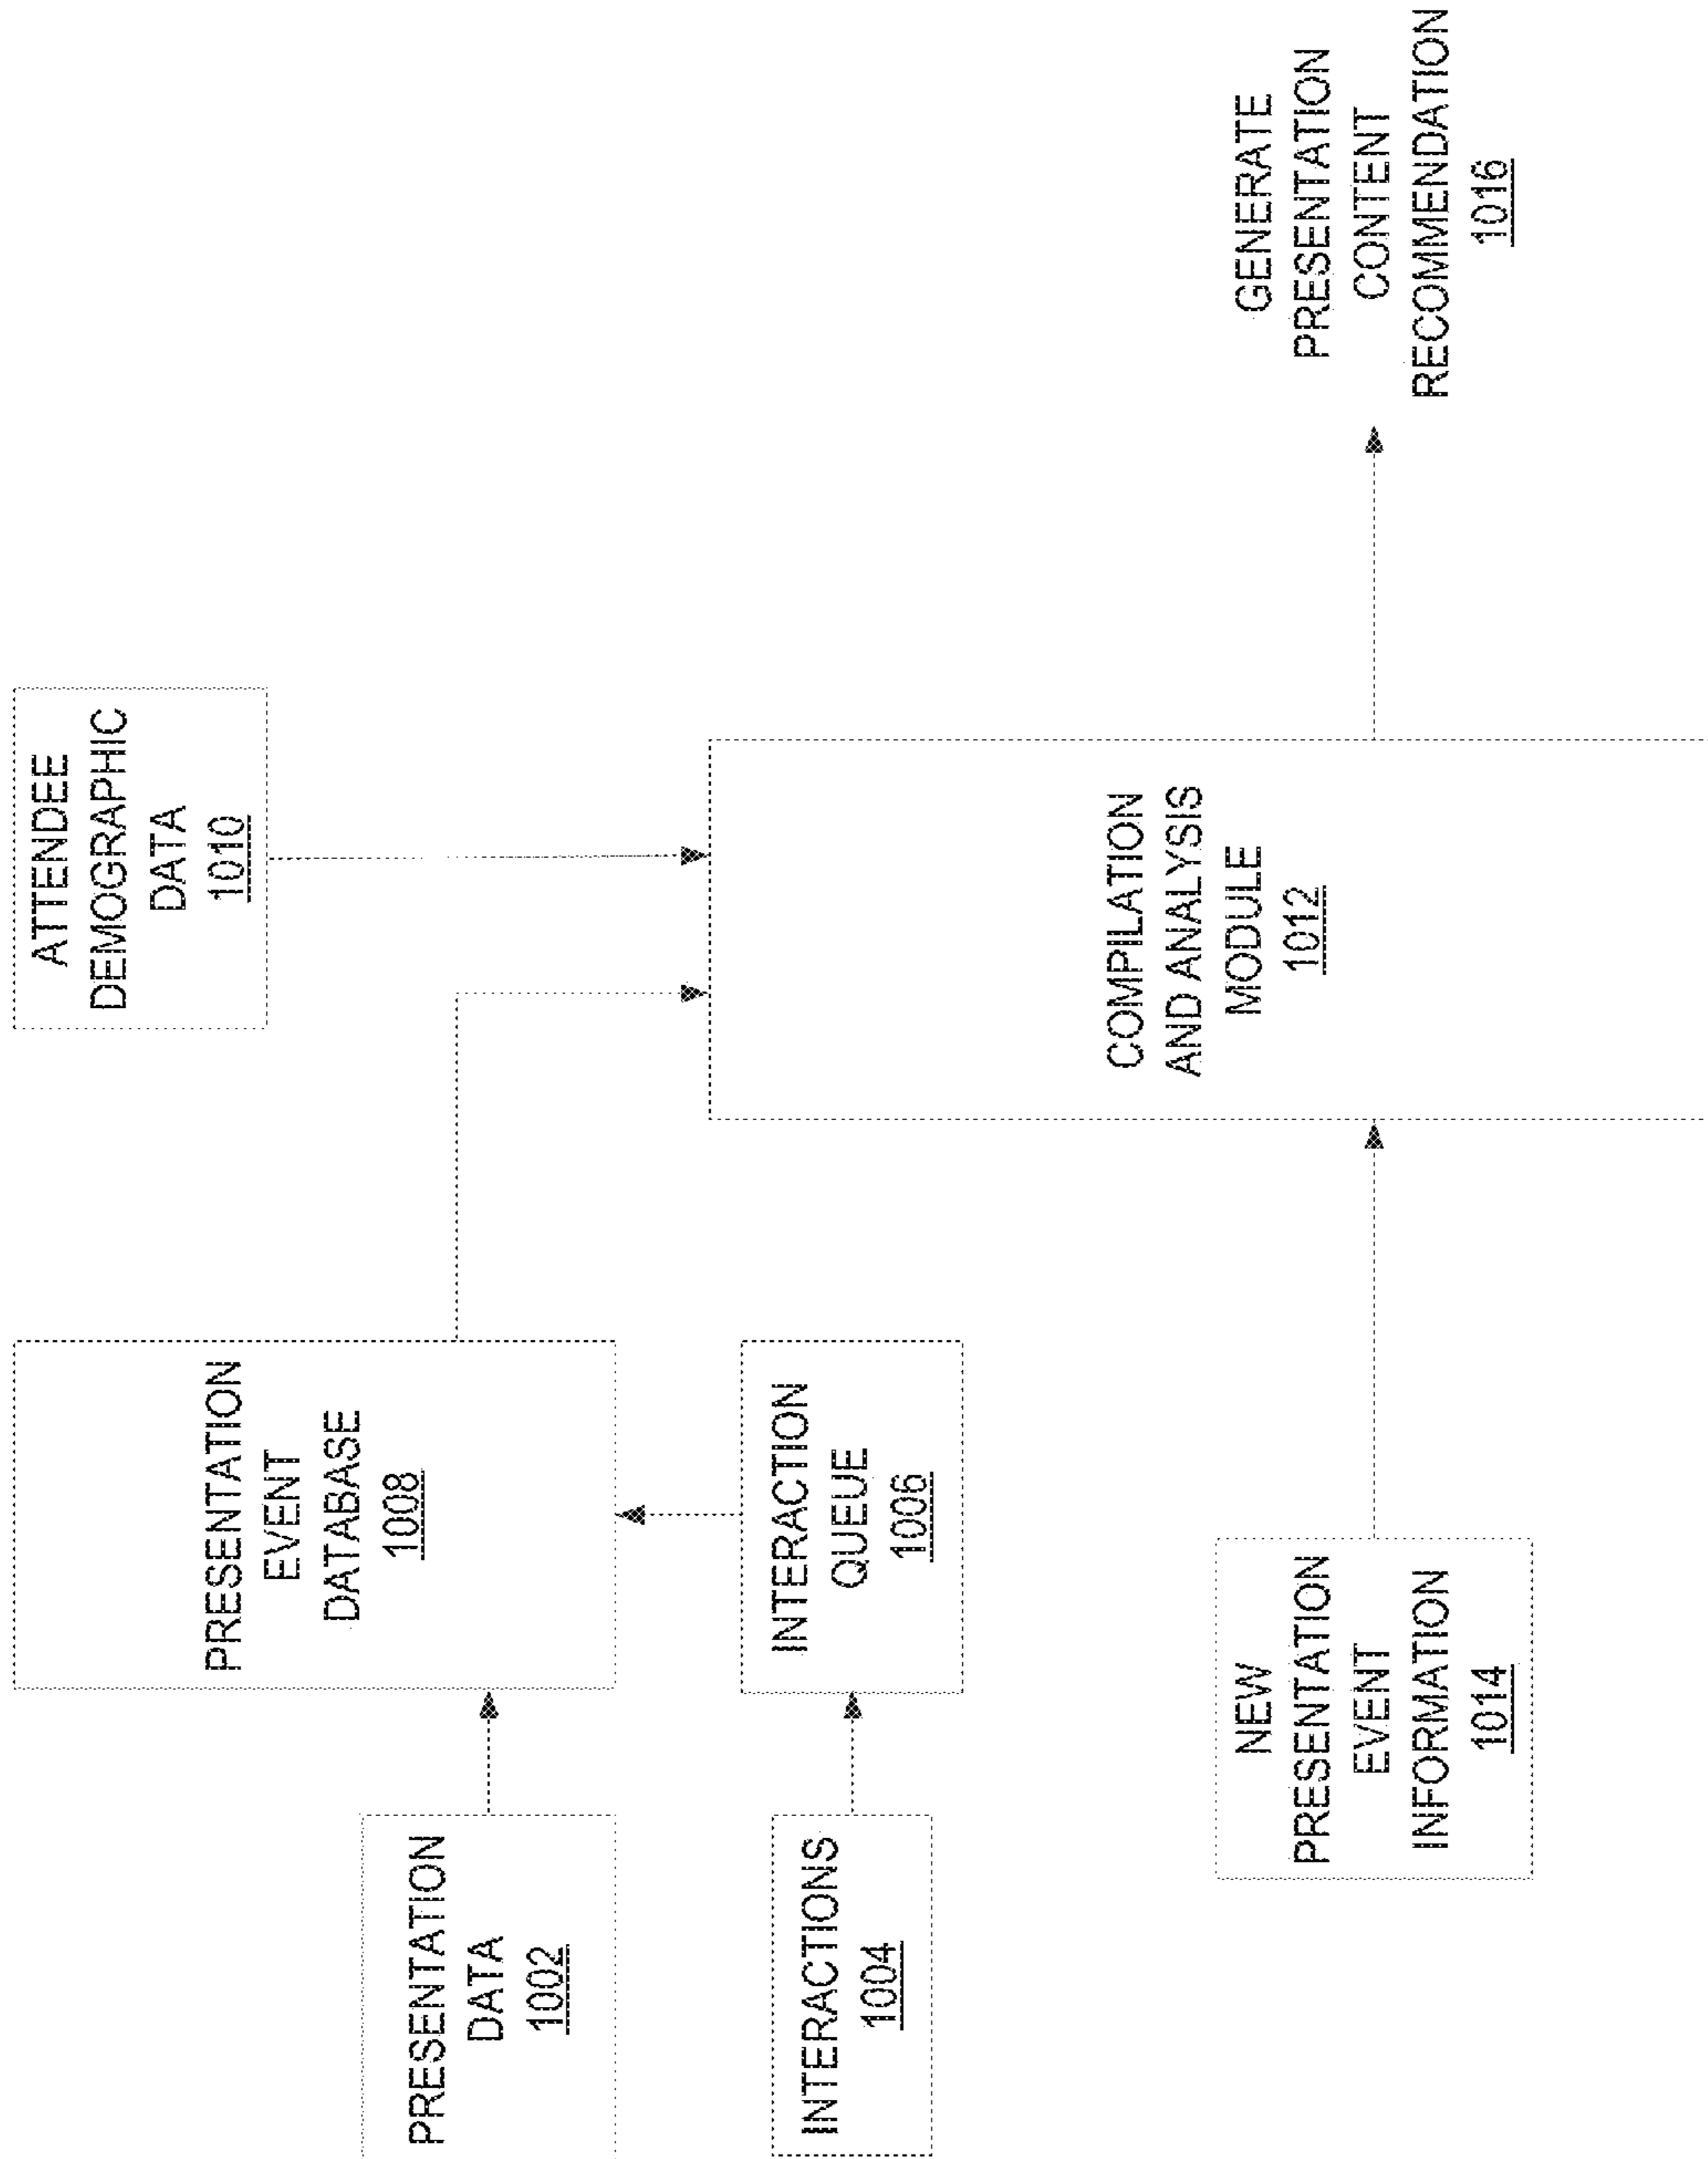 PRESENTATION
DATA
1002
INTERACTIONS
1004
PRESENTATION
EVENT
DATABASE
1008
INTERACTION
QUEUE
1006
NEW
PRESENTATION
EVENT
INFORMATION
1014
ATTENDEE
DEMOGRAPHIC
DATA
1010
COMPILATION
AND ANALYSIS
MODULE
1012
GENERATE
PRESENTATION
CONTENT
RECOMMENDATION
1016